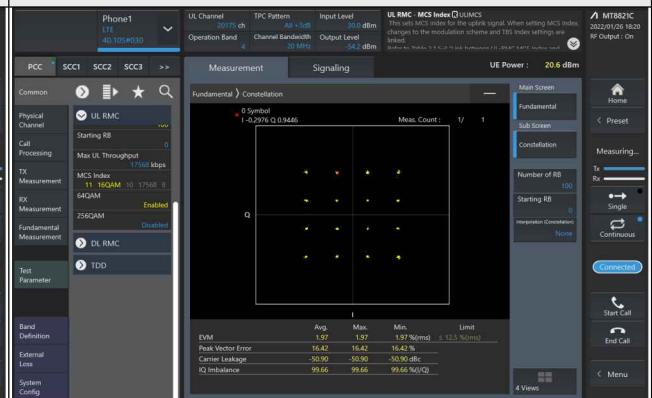 Phone1
LTE
40.105#030
UL Channel
20175 ch
TPC Pattern
All +3dB
Input Level
20.0 dBm
Operation Band
4
Channel Bandwidth
20 MHz
Output Level
-54.2 dBm
UL RMC - MCS Index ULIMCS
This sets MCS index for the uplink signal. When setting MCS index,
changes to the modulation scheme and TBS Index settings are
linked.
MT8821C
2022/01/26 18:20
RF Output : On
PCC SCC1 SCC2 SCC3 >>
Measurement
Signaling
UE Power : 20.6 dBm
Common
Physical
Channel
Call
Processing
TX
Measurement
RX
Measurement
Fundamental
Measurement
Test
Parameter
Band
Definition
External
Loss
System
Config
UL RMC
100
Starting RB
0
Max UL Throughput
17568 kbps
MCS Index
11 16QAM 10 17568 8
64QAM
Enabled
256QAM
Disabled
DL RMC
TDD
Fundamental > Constellation
0 Symbol
I -0.2976 Q 0.9446
Meas. Count : 1/ 1
Q
I
Avg. Max. Min. Limit
EVM 1.97 1.97 1.97 %(rms) ≤ 12.5 %(rms)
Peak Vector Error 16.42 16.42 16.42 %
Carrier Leakage -50.90 -50.90 -50.90 dBc
IQ Imbalance 99.66 99.66 99.66 %(I/Q)
Main Screen
Fundamental
Sub Screen
Constellation
Number of RB
100
Starting RB
0
Interpolation (Constellation)
None
4 Views
Home
< Preset
Measuring...
Tx
Rx
Single
Continuous
Connected
Start Call
End Call
< Menu